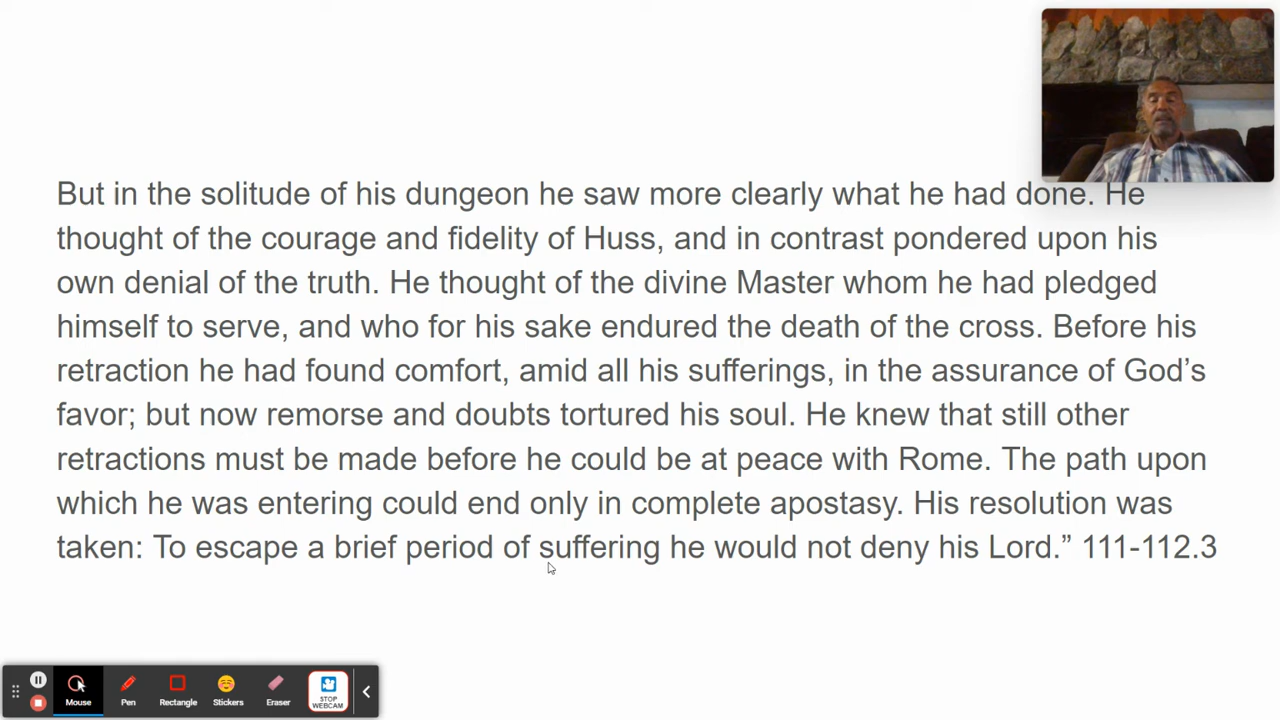 But in the solitude of his dungeon he saw more clearly what he had done. He
thought of the courage and fidelity of Huss, and in contrast pondered upon his
own denial of the truth. He thought of the divine Master whom he had pledged
himself to serve, and who for his sake endured the death of the cross. Before his
retraction he had found comfort, amid all his sufferings, in the assurance of God’s
favor; but now remorse and doubts tortured his soul. He knew that still other
retractions must be made before he could be at peace with Rome. The path upon
which he was entering could end only in complete apostasy. His resolution was
taken: To escape a brief period of suffering he would not deny his Lord.” 111-112.3
Mouse Pen Rectangle Stickers Eraser STOP
WEBCAM